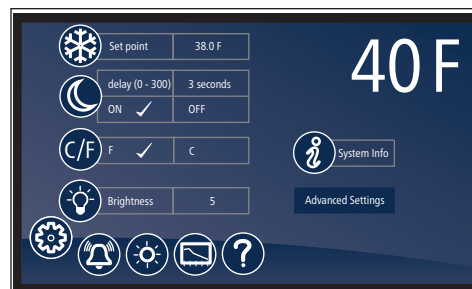 Set point 38.0 F
40 F
delay (0 - 300) 3 seconds
ON ✓ OFF
C/F F ✓ C
i System Info
Brightness 5
Advanced Settings
?